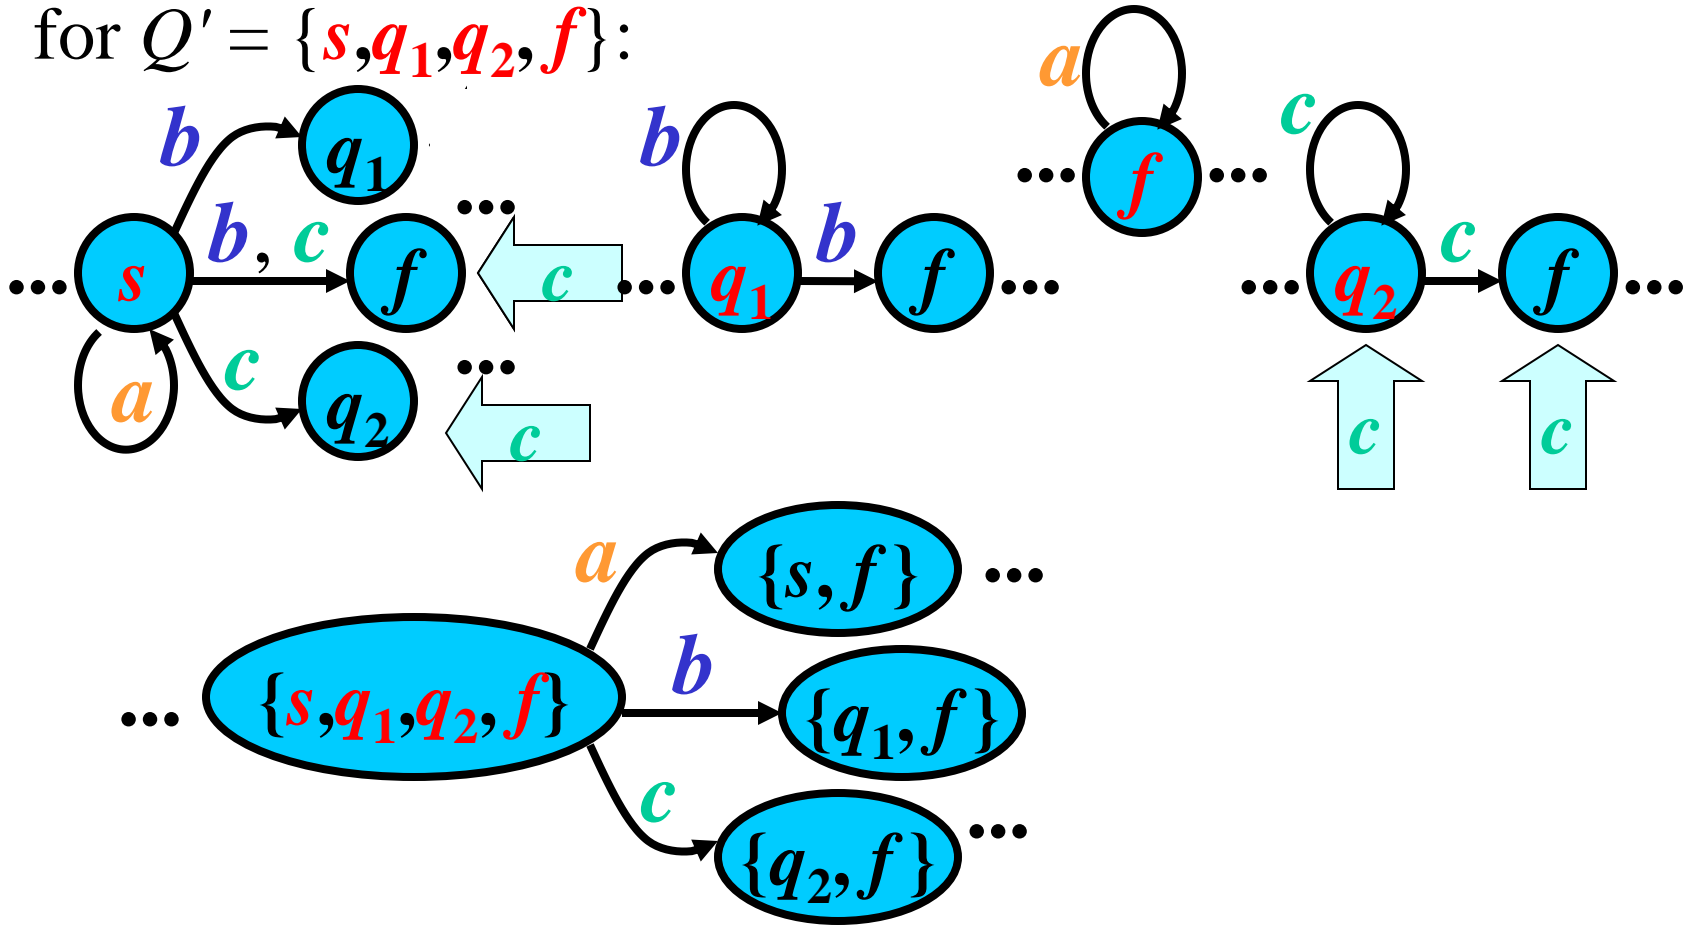 for Q′ = {s,q₁,q₂,f}:
b q₁
s b, c f ...
... a c q₂ ...
c
c
b
... q₁ b f ...
a
... f ...
c
... q₂ c f ...
c c
a {s,f} ...
... {s,q₁,q₂,f} b {q₁,f}
c {q₂,f} ...